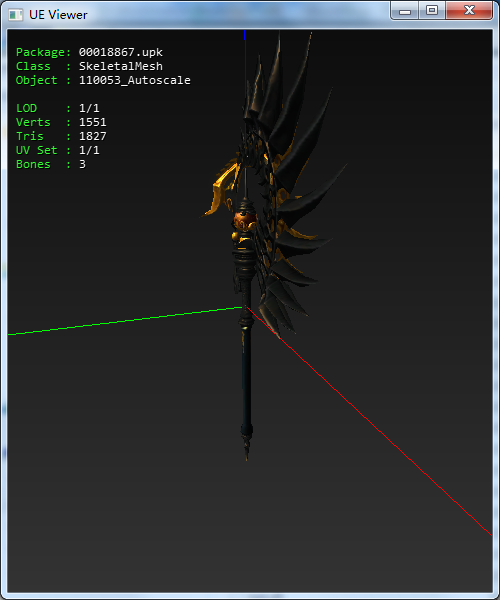 UE Viewer
Package: 00018867.upk
Class  : SkeletalMesh
Object : 110053_Autoscale
LOD    : 1/1
Verts  : 1551
Tris   : 1827
UV Set : 1/1
Bones  : 3